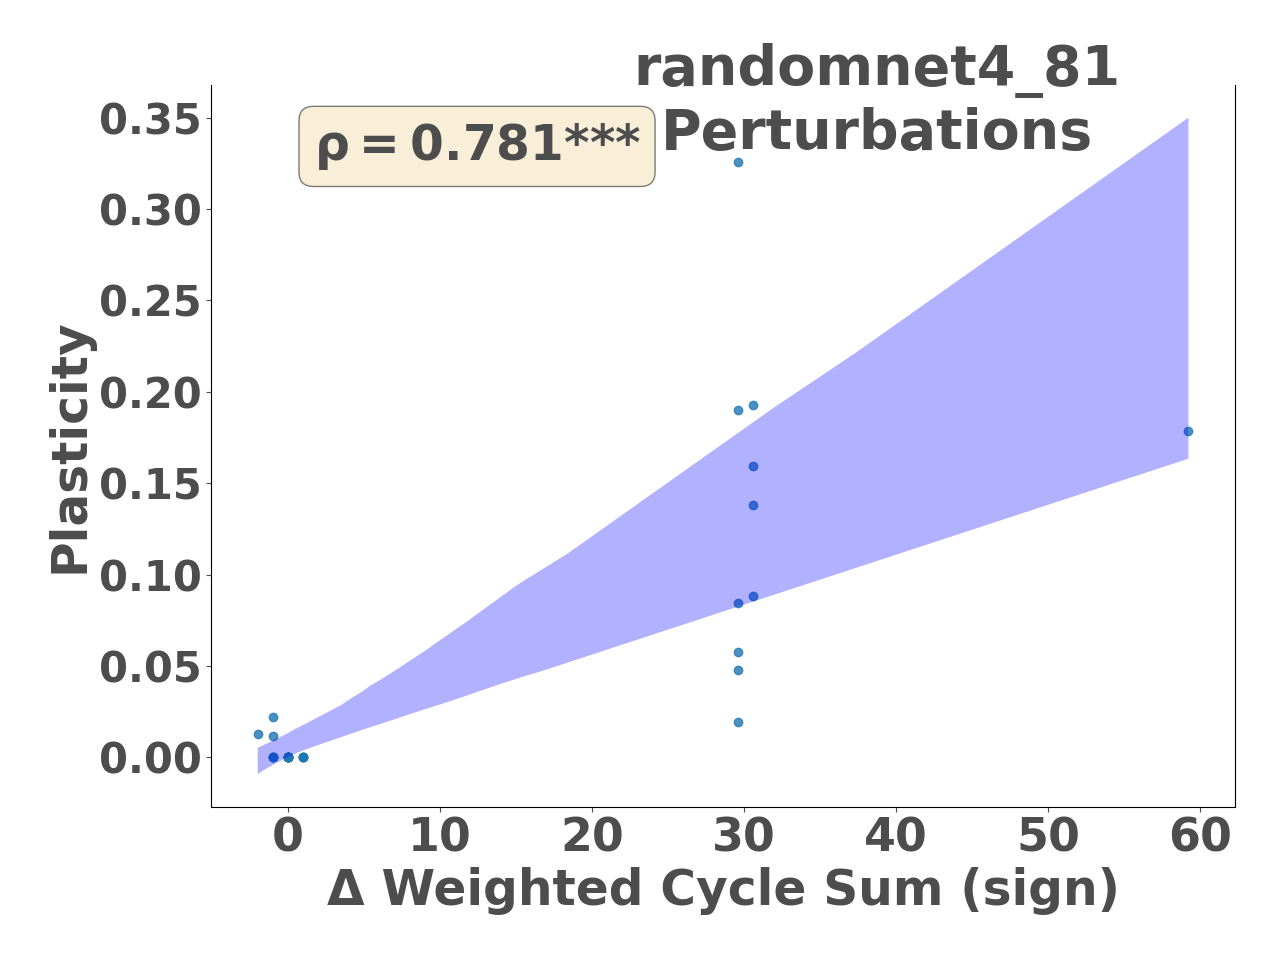 randomnet4_81
Perturbations
ρ = 0.781***
0.35
0.30
0.25
0.20
0.15
0.10
0.05
0.00
Plasticity
0 10 20 30 40 50 60
Δ Weighted Cycle Sum (sign)